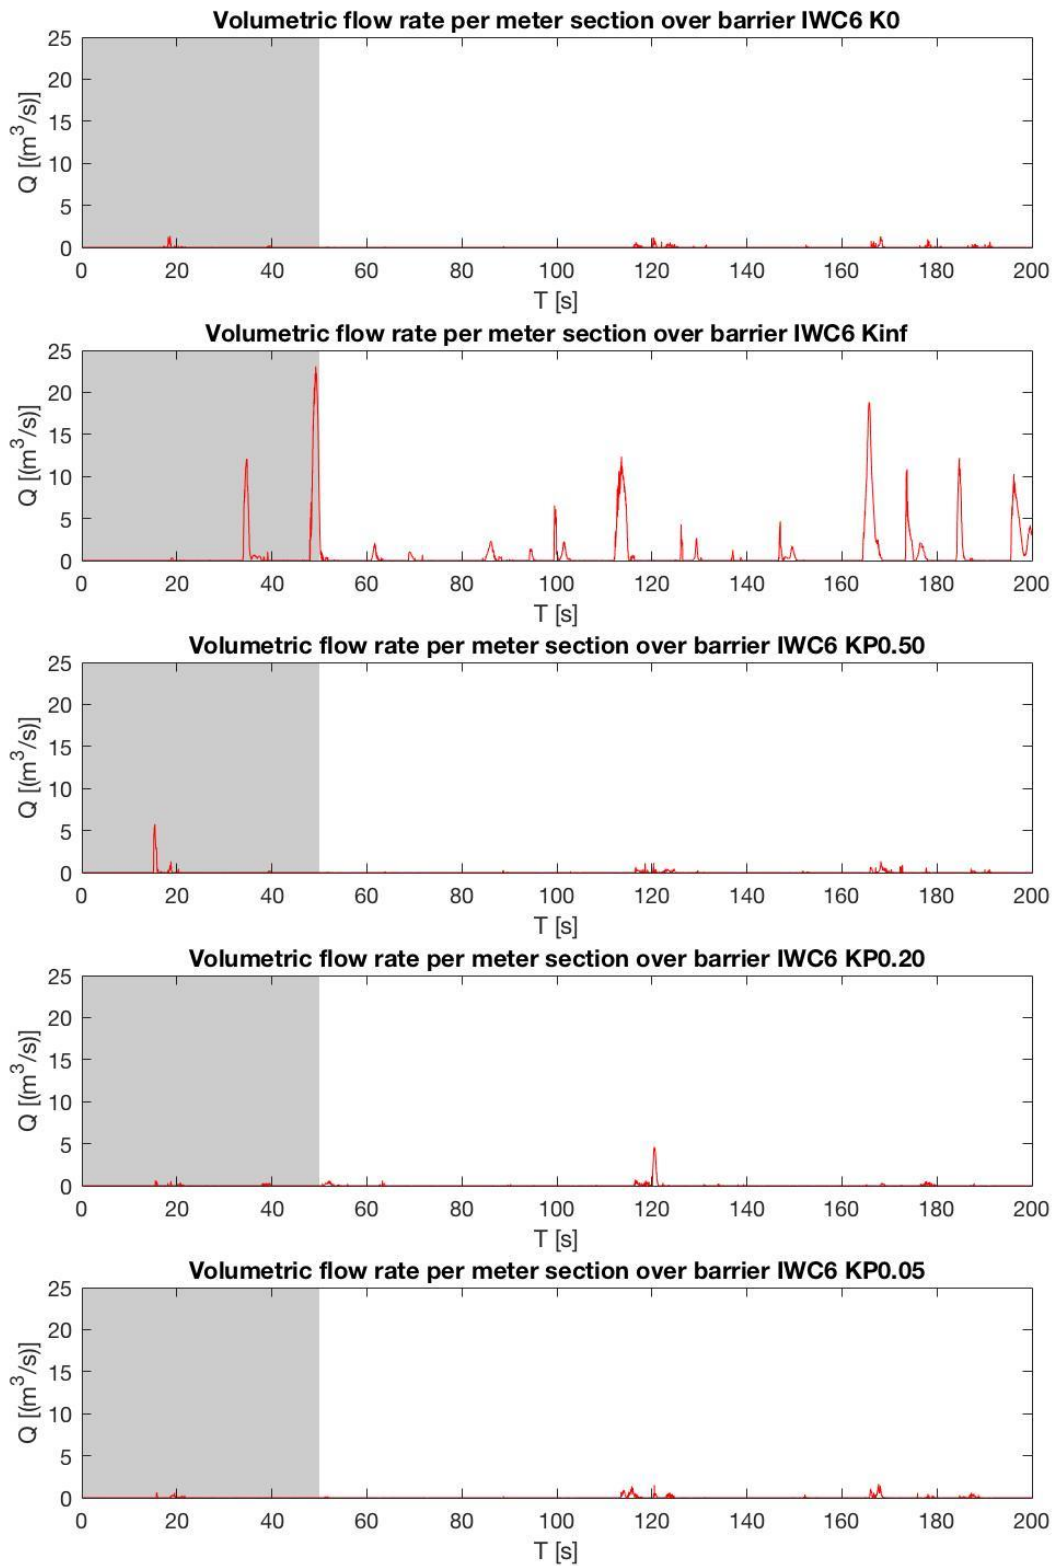 Volumetric flow rate per meter section over barrier IWC6 K0
25
20
15
10
5
0
Q [(m³/s)]
0 20 40 60 80 100 120 140 160 180 200
T [s]
Volumetric flow rate per meter section over barrier IWC6 Kinf
25
20
15
10
5
0
Q [(m³/s)]
0 20 40 60 80 100 120 140 160 180 200
T [s]
Volumetric flow rate per meter section over barrier IWC6 KP0.50
25
20
15
10
5
0
Q [(m³/s)]
0 20 40 60 80 100 120 140 160 180 200
T [s]
Volumetric flow rate per meter section over barrier IWC6 KP0.20
25
20
15
10
5
0
Q [(m³/s)]
0 20 40 60 80 100 120 140 160 180 200
T [s]
Volumetric flow rate per meter section over barrier IWC6 KP0.05
25
20
15
10
5
0
Q [(m³/s)]
0 20 40 60 80 100 120 140 160 180 200
T [s]